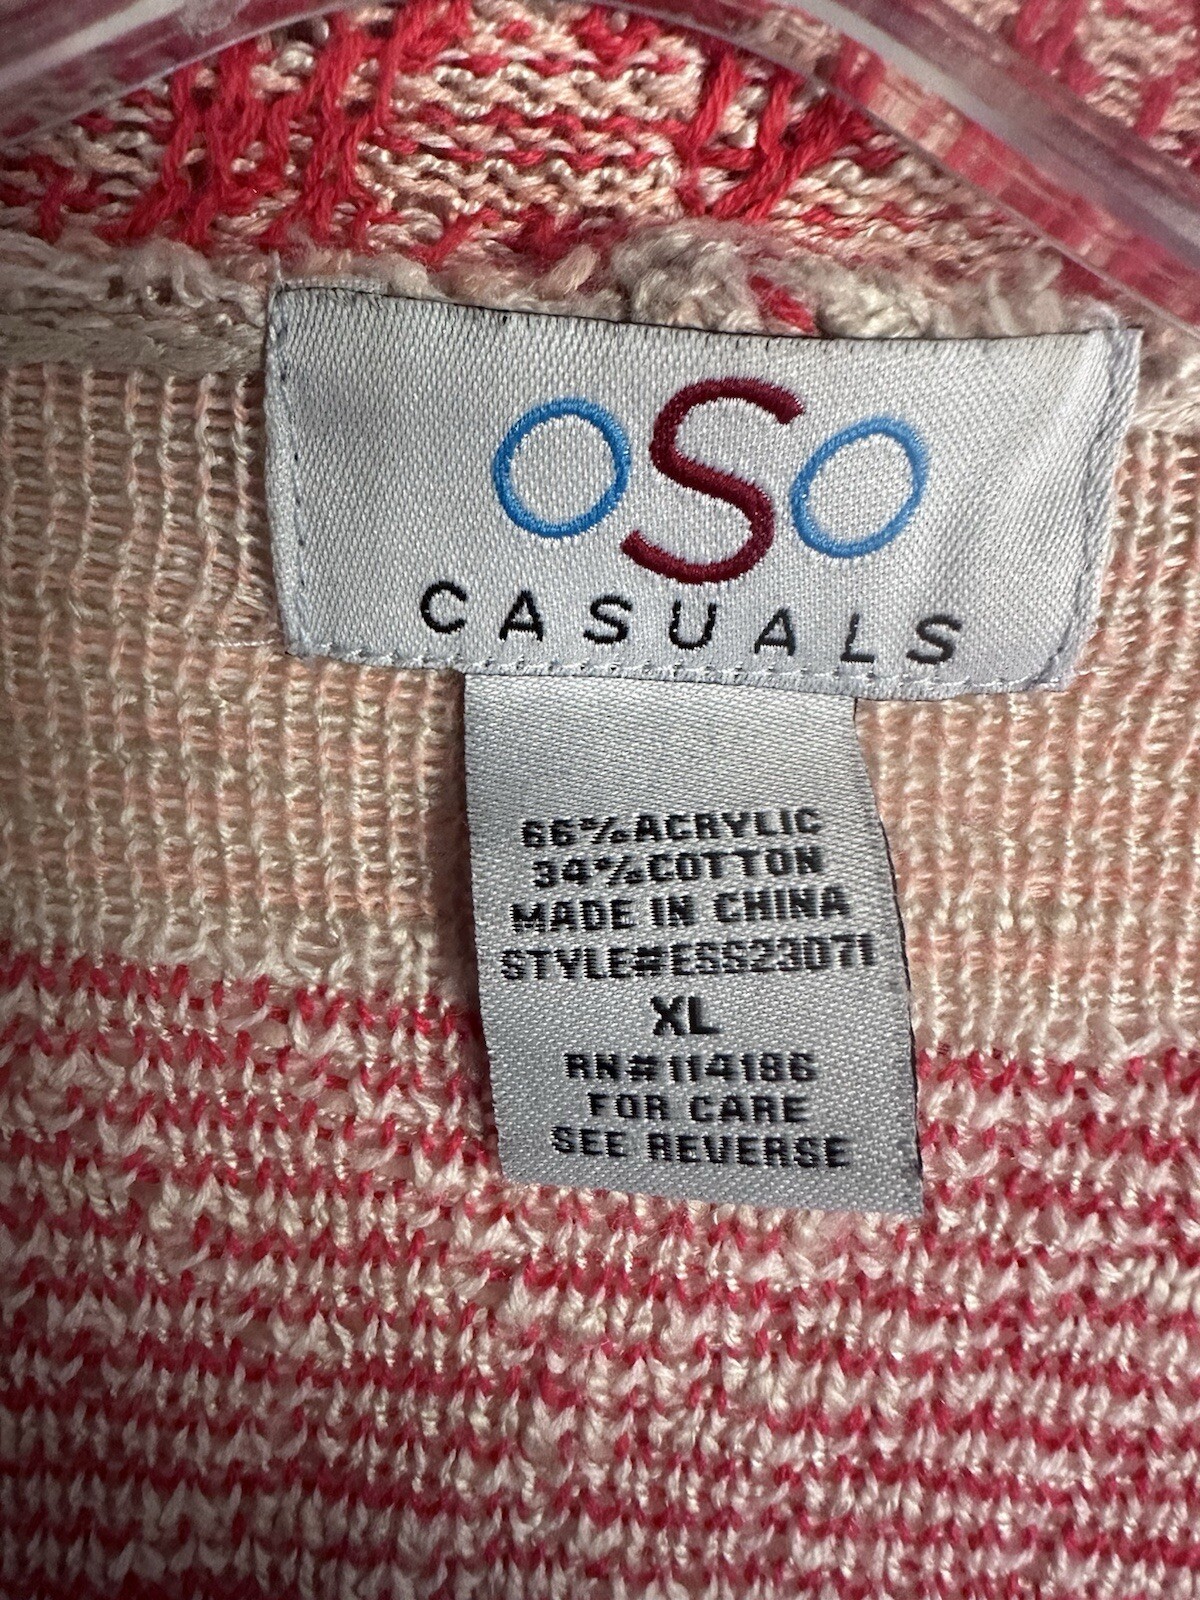 oSo
CASUALS
66%ACRYLIC
34%COTTON
MADE IN CHINA
STYLE#ESS23071
XL
RN#114186
FOR CARE
SEE REVERSE